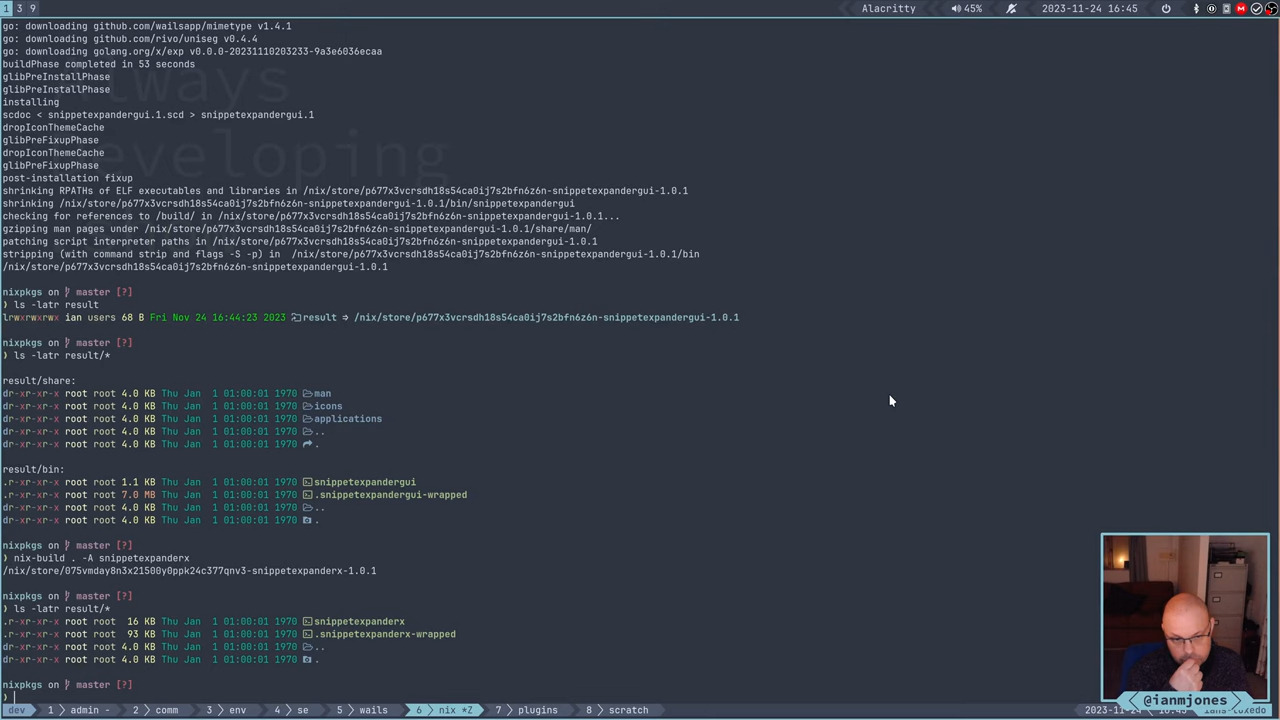 1 3 9 Alacritty 45% 2023-11-24 16:45
go: downloading github.com/wailsapp/mimetype v1.4.1
go: downloading github.com/rivo/uniseg v0.4.4
go: downloading golang.org/x/exp v0.0.0-20231110203233-9a3e6036ecaa
buildPhase completed in 53 seconds
glibPreInstallPhase
glibPreInstallPhase
installing
scdoc < snippetexpandergui.1.scd > snippetexpandergui.1
dropIconThemeCache
glibPreFixupPhase
dropIconThemeCache
glibPreFixupPhase
post-installation fixup
shrinking RPATHs of ELF executables and libraries in /nix/store/p677x3vcrsdh18s54ca0ij7s2bfn6z6n-snippetexpandergui-1.0.1
shrinking /nix/store/p677x3vcrsdh18s54ca0ij7s2bfn6z6n-snippetexpandergui-1.0.1/bin/snippetexpandergui
checking for references to /build/ in /nix/store/p677x3vcrsdh18s54ca0ij7s2bfn6z6n-snippetexpandergui-1.0.1...
gzipping man pages under /nix/store/p677x3vcrsdh18s54ca0ij7s2bfn6z6n-snippetexpandergui-1.0.1/share/man/
patching script interpreter paths in /nix/store/p677x3vcrsdh18s54ca0ij7s2bfn6z6n-snippetexpandergui-1.0.1
stripping (with command strip and flags -S -p) in  /nix/store/p677x3vcrsdh18s54ca0ij7s2bfn6z6n-snippetexpandergui-1.0.1/bin
/nix/store/p677x3vcrsdh18s54ca0ij7s2bfn6z6n-snippetexpandergui-1.0.1
nixpkgs on master [?]
❯ ls -latr result
lrwxrwxrwx ian users 68 B Fri Nov 24 16:44:23 2023 result ⇒ /nix/store/p677x3vcrsdh18s54ca0ij7s2bfn6z6n-snippetexpandergui-1.0.1
nixpkgs on master [?]
❯ ls -latr result/*
result/share:
dr-xr-xr-x root root 4.0 KB Thu Jan  1 01:00:01 1970 man
dr-xr-xr-x root root 4.0 KB Thu Jan  1 01:00:01 1970 icons
dr-xr-xr-x root root 4.0 KB Thu Jan  1 01:00:01 1970 applications
dr-xr-xr-x root root 4.0 KB Thu Jan  1 01:00:01 1970 ..
dr-xr-xr-x root root 4.0 KB Thu Jan  1 01:00:01 1970 .
result/bin:
.r-xr-xr-x root root 1.1 KB Thu Jan  1 01:00:01 1970 snippetexpandergui
.r-xr-xr-x root root 7.0 MB Thu Jan  1 01:00:01 1970 .snippetexpandergui-wrapped
dr-xr-xr-x root root 4.0 KB Thu Jan  1 01:00:01 1970 ..
dr-xr-xr-x root root 4.0 KB Thu Jan  1 01:00:01 1970 .
nixpkgs on master [?]
❯ nix-build . -A snippetexpanderx
/nix/store/075vmday8n3x21500y0ppk24c377qnv3-snippetexpanderx-1.0.1
nixpkgs on master [?]
❯ ls -latr result/*
.r-xr-xr-x root root  16 KB Thu Jan  1 01:00:01 1970 snippetexpanderx
.r-xr-xr-x root root  93 KB Thu Jan  1 01:00:01 1970 .snippetexpanderx-wrapped
dr-xr-xr-x root root 4.0 KB Thu Jan  1 01:00:01 1970 ..
dr-xr-xr-x root root 4.0 KB Thu Jan  1 01:00:01 1970 .
nixpkgs on master [?]
❯
@ianmjones
dev 1 admin - 2 comm 3 env 4 se 5 wails 6 nix *Z 7 plugins 8 scratch 2023-11-24